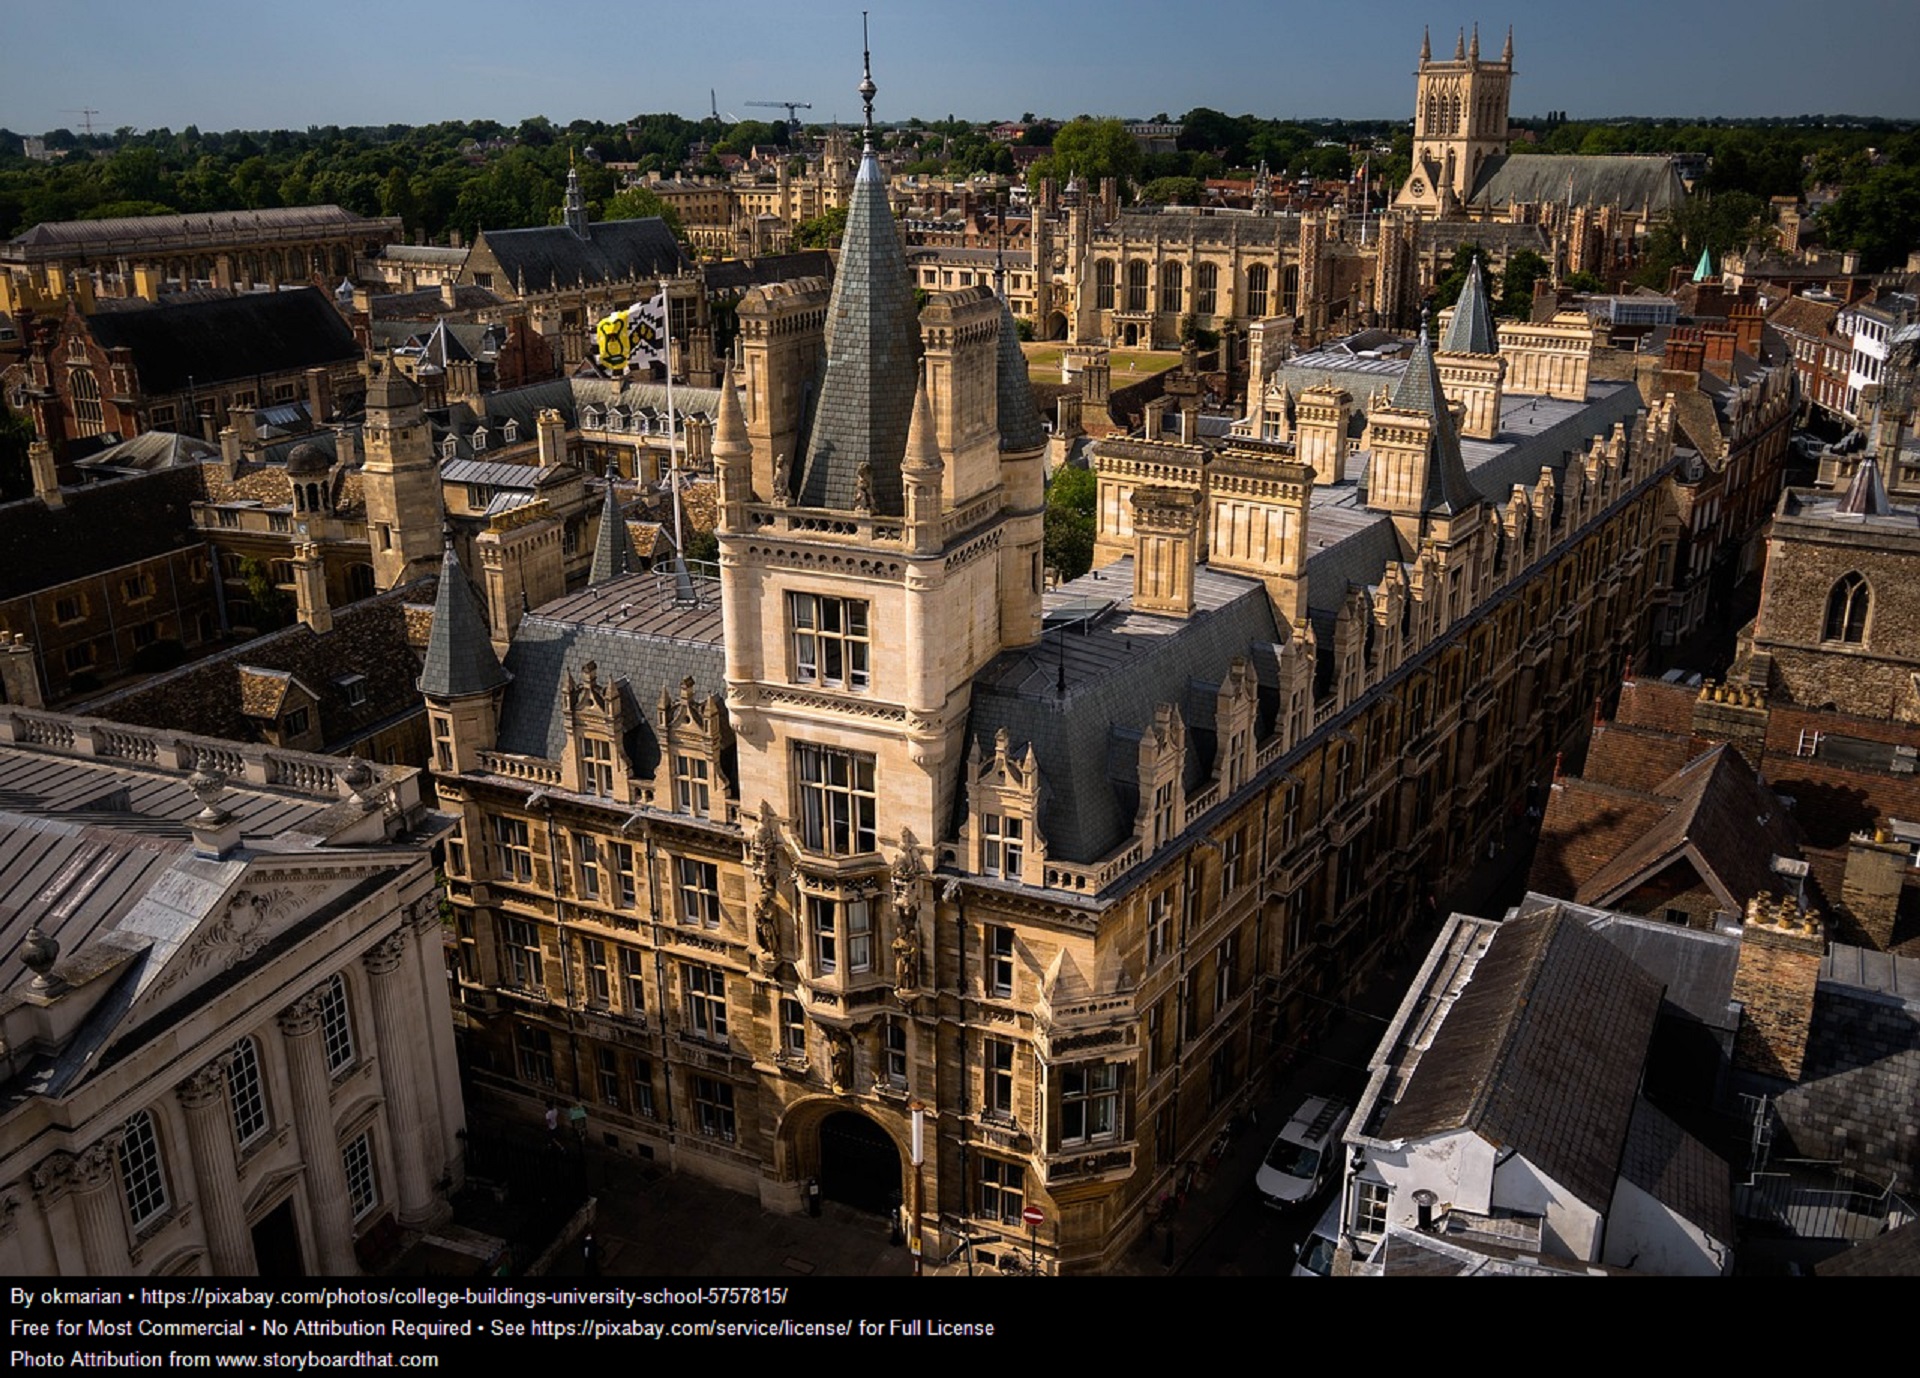 By okmarian • https://pixabay.com/photos/college-buildings-university-school-5757815/
Free for Most Commercial • No Attribution Required • See https://pixabay.com/service/license/ for Full License
Photo Attribution from www.storyboardthat.com